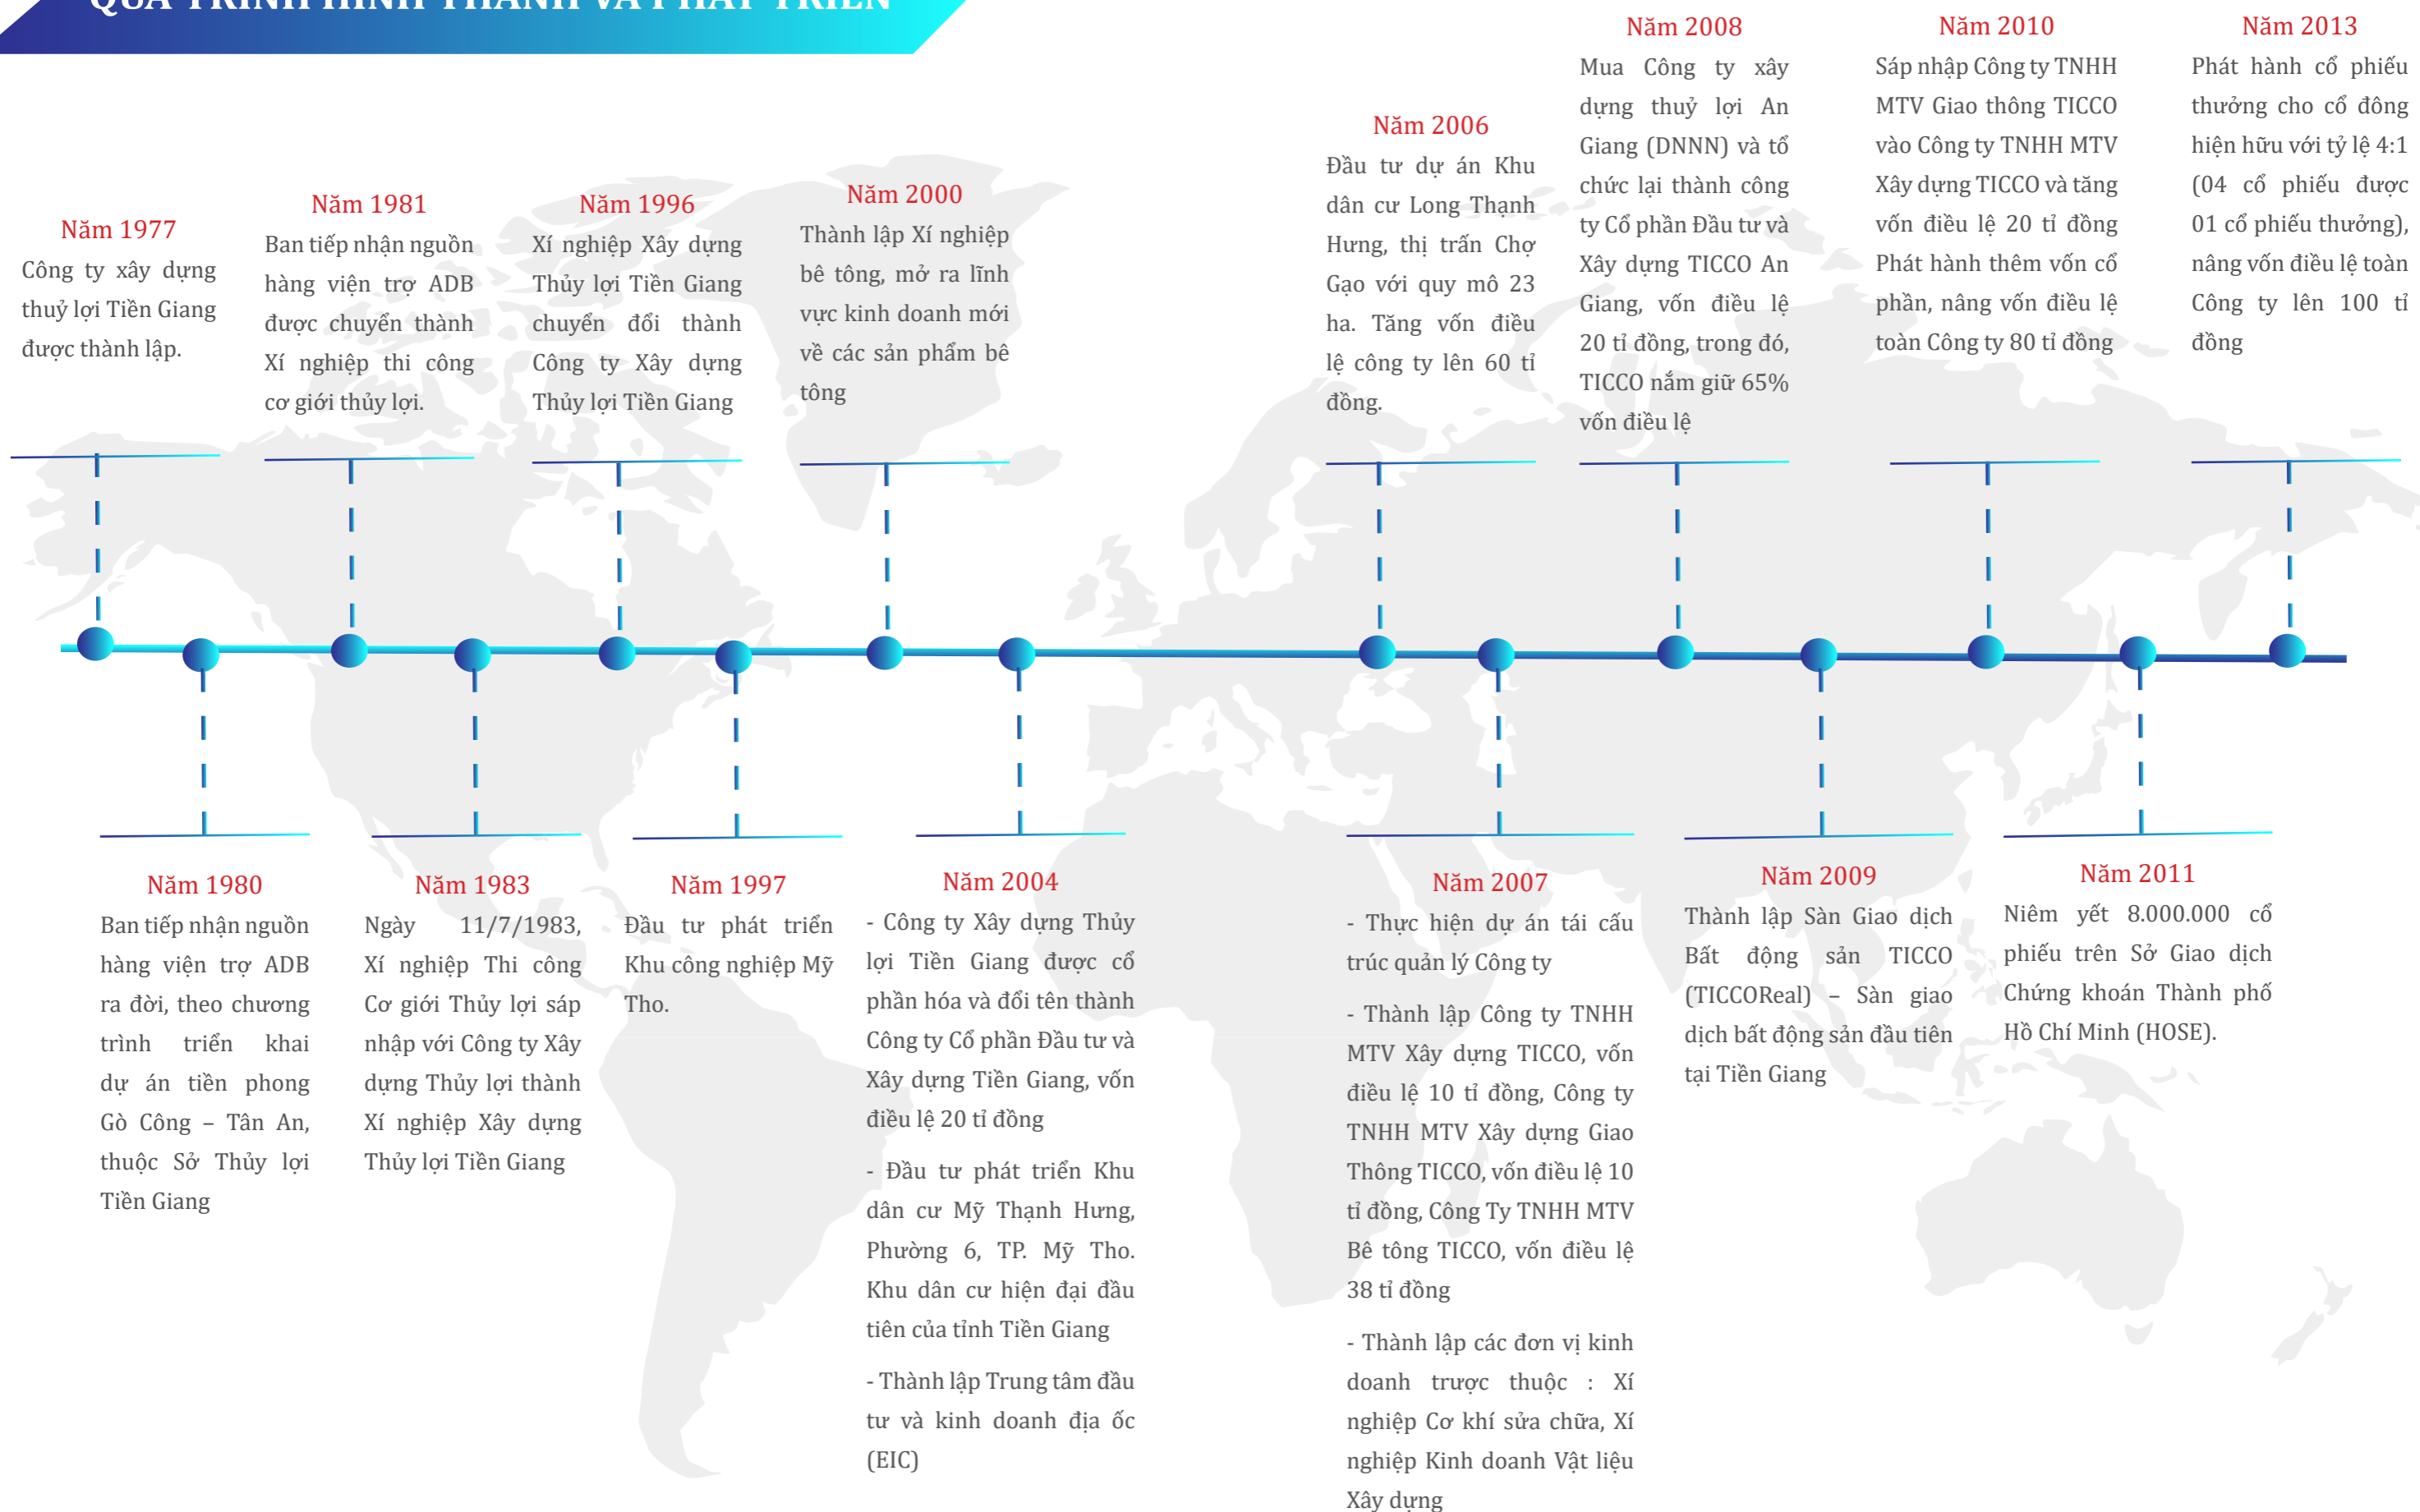 QUÁ TRÌNH HÌNH THÀNH VÀ PHÁT TRIỂN
Năm 1977
Công ty xây dựng
thuỷ lợi Tiền Giang
được thành lập.
Năm 1980
Ban tiếp nhận nguồn
hàng viện trợ ADB
ra đời, theo chương
trình triển khai
dự án tiền phong
Gò Công – Tân An,
thuộc Sở Thủy lợi
Tiền Giang
Năm 1981
Ban tiếp nhận nguồn
hàng viện trợ ADB
được chuyển thành
Xí nghiệp thi công
cơ giới thủy lợi.
Năm 1983
Ngày 11/7/1983,
Xí nghiệp Thi công
Cơ giới Thủy lợi sáp
nhập với Công ty Xây
dựng Thủy lợi thành
Xí nghiệp Xây dựng
Thủy lợi Tiền Giang
Năm 1996
Xí nghiệp Xây dựng
Thủy lợi Tiền Giang
chuyển đổi thành
Công ty Xây dựng
Thủy lợi Tiền Giang
Năm 1997
Đầu tư phát triển
Khu công nghiệp Mỹ
Tho.
Năm 2000
Thành lập Xí nghiệp
bê tông, mở ra lĩnh
vực kinh doanh mới
về các sản phẩm bê
tông
Năm 2004
- Công ty Xây dựng Thủy
lợi Tiền Giang được cổ
phần hóa và đổi tên thành
Công ty Cổ phần Đầu tư và
Xây dựng Tiền Giang, vốn
điều lệ 20 tỉ đồng
- Đầu tư phát triển Khu
dân cư Mỹ Thạnh Hưng,
Phường 6, TP. Mỹ Tho.
Khu dân cư hiện đại đầu
tiên của tỉnh Tiền Giang
- Thành lập Trung tâm đầu
tư và kinh doanh địa ốc
(EIC)
Năm 2006
Đầu tư dự án Khu
dân cư Long Thạnh
Hưng, thị trấn Chợ
Gạo với quy mô 23
ha. Tăng vốn điều
lệ công ty lên 60 tỉ
đồng.
Năm 2007
- Thực hiện dự án tái cấu
trúc quản lý Công ty
- Thành lập Công ty TNHH
MTV Xây dựng TICCO, vốn
điều lệ 10 tỉ đồng, Công ty
TNHH MTV Xây dựng Giao
Thông TICCO, vốn điều lệ 10
tỉ đồng, Công Ty TNHH MTV
Bê tông TICCO, vốn điều lệ
38 tỉ đồng
- Thành lập các đơn vị kinh
doanh trược thuộc : Xí
nghiệp Cơ khí sửa chữa, Xí
nghiệp Kinh doanh Vật liệu
Xây dựng
Năm 2008
Mua Công ty xây
dựng thuỷ lợi An
Giang (DNNN) và tổ
chức lại thành công
ty Cổ phần Đầu tư và
Xây dựng TICCO An
Giang, vốn điều lệ
20 tỉ đồng, trong đó,
TICCO nắm giữ 65%
vốn điều lệ
Năm 2009
Thành lập Sàn Giao dịch
Bất động sản TICCO
(TICCOReal) – Sàn giao
dịch bất động sản đầu tiên
tại Tiền Giang
Năm 2010
Sáp nhập Công ty TNHH
MTV Giao thông TICCO
vào Công ty TNHH MTV
Xây dựng TICCO và tăng
vốn điều lệ 20 tỉ đồng
Phát hành thêm vốn cổ
phần, nâng vốn điều lệ
toàn Công ty 80 tỉ đồng
Năm 2011
Niêm yết 8.000.000 cổ
phiếu trên Sở Giao dịch
Chứng khoán Thành phố
Hồ Chí Minh (HOSE).
Năm 2013
Phát hành cổ phiếu
thưởng cho cổ đông
hiện hữu với tỷ lệ 4:1
(04 cổ phiếu được
01 cổ phiếu thưởng),
nâng vốn điều lệ toàn
Công ty lên 100 tỉ
đồng